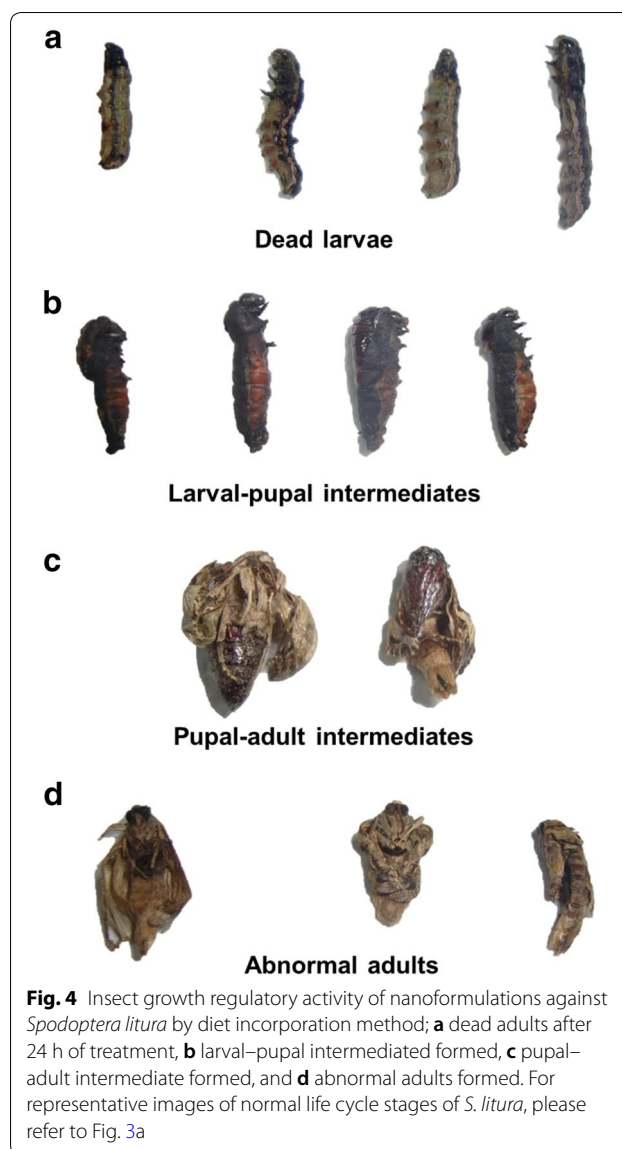 a
Dead larvae
b
Larval-pupal intermediates
c
Pupal-adult intermediates
d
Abnormal adults
Fig. 4 Insect growth regulatory activity of nanoformulations against
Spodoptera litura by diet incorporation method; a dead adults after
24 h of treatment, b larval–pupal intermediated formed, c pupal–
adult intermediate formed, and d abnormal adults formed. For
representative images of normal life cycle stages of S. litura, please
refer to Fig. 3a